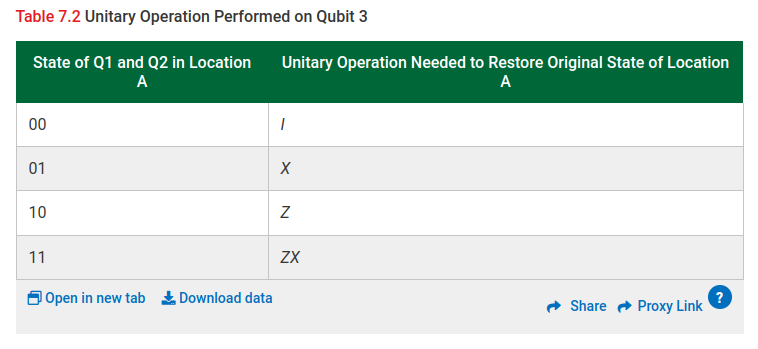 Table 7.2 Unitary Operation Performed on Qubit 3
State of Q1 and Q2 in Location
A
Unitary Operation Needed to Restore Original State of Location
A
00
I
01
X
10
Z
11
ZX
Open in new tab
Download data
Share
Proxy Link
?